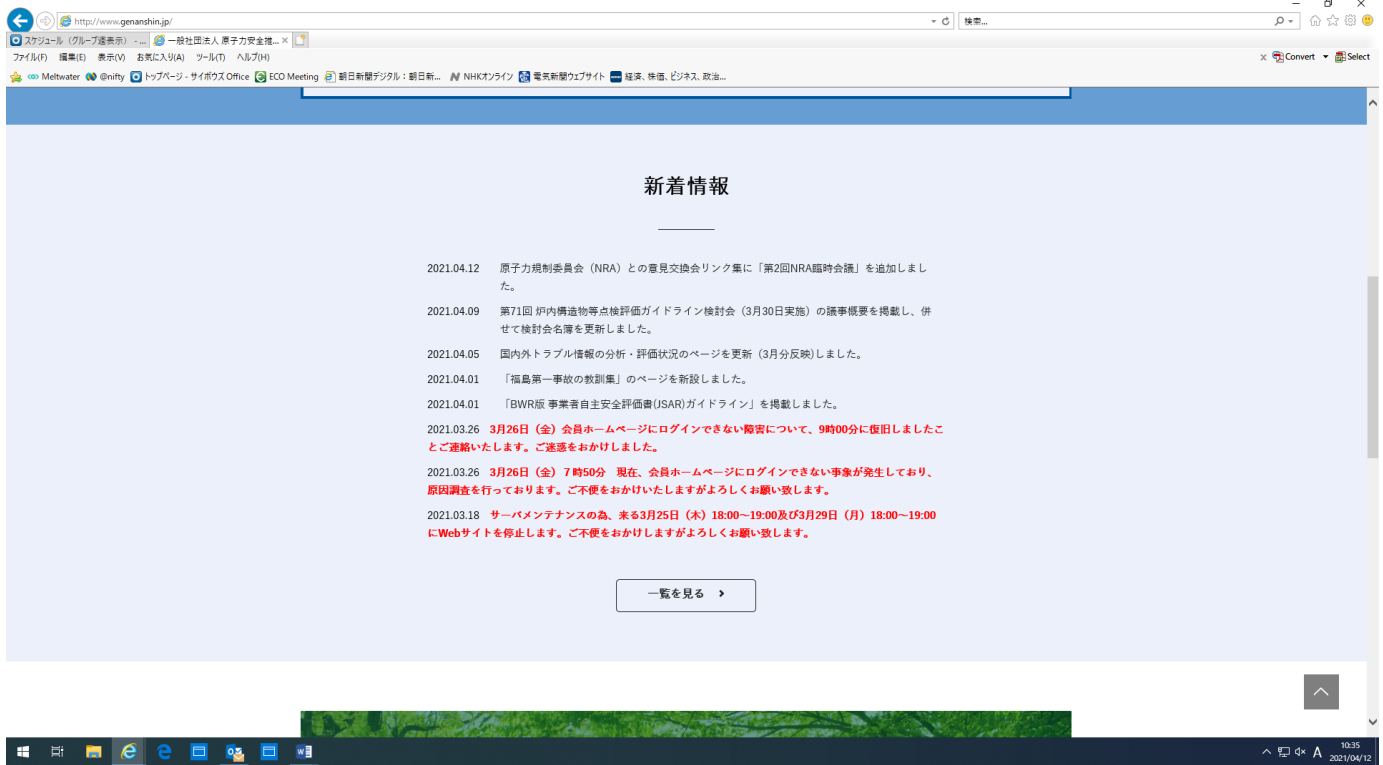 http://www.genanshin.jp/
検索...
スケジュール（グループ週表示） - ...
一般社団法人 原子力安全推...
ファイル(F) 編集(E) 表示(V) お気に入り(A) ツール(T) ヘルプ(H)
x Convert Select
Meltwater @nifty トップページ - サイボウズ Office ECO Meeting 朝日新聞デジタル：朝日新... NHKオンライン 電気新聞ウェブサイト 経済、株価、ビジネス、政治...
新着情報
2021.04.12 原子力規制委員会（NRA）との意見交換会リンク集に「第2回NRA臨時会議」を追加しまし
た。
2021.04.09 第71回 炉内構造物等点検評価ガイドライン検討会（3月30日実施）の議事概要を掲載し、併
せて検討会名簿を更新しました。
2021.04.05 国内外トラブル情報の分析・評価状況のページを更新（3月分反映)しました。
2021.04.01 「福島第一事故の教訓集」のページを新設しました。
2021.04.01 「BWR版 事業者自主安全評価書(JSAR)ガイドライン」を掲載しました。
2021.03.26 3月26日（金）会員ホームページにログインできない障害について、9時00分に復旧しましたこ
とご連絡いたします。ご迷惑をおかけしました。
2021.03.26 3月26日（金）７時50分　現在、会員ホームページにログインできない事象が発生しており、
原因調査を行っております。ご不便をおかけいたしますがよろしくお願い致します。
2021.03.18 サーバメンテナンスの為、来る3月25日（木）18:00～19:00及び3月29日（月）18:00～19:00
にWebサイトを停止します。ご不便をおかけしますがよろしくお願い致します。
一覧を見る
A
10:35
2021/04/12